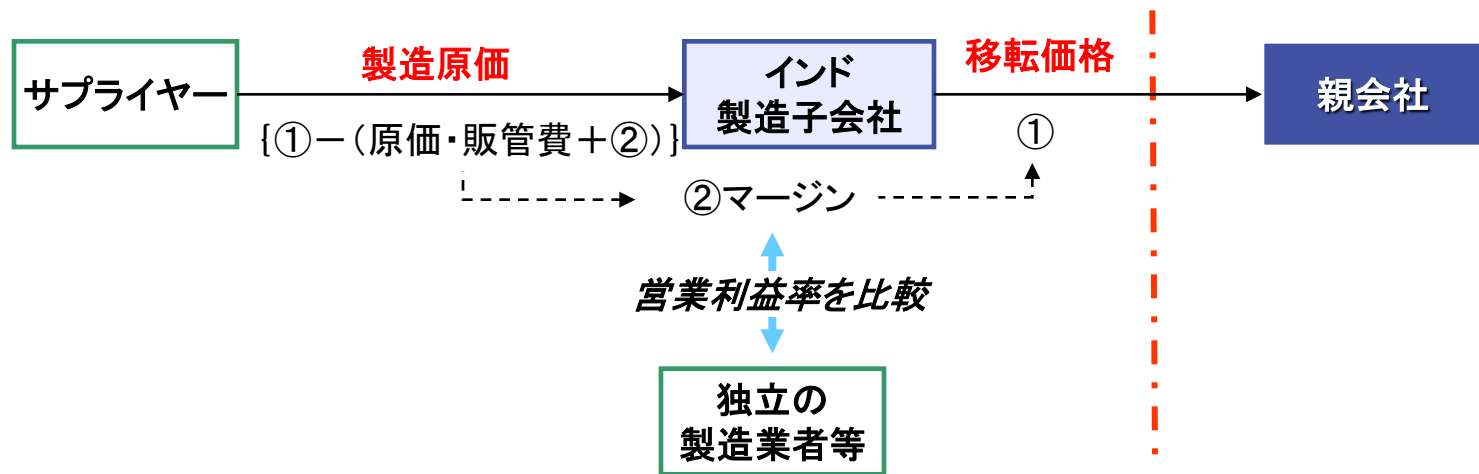 サプライヤー
製造原価
{①－(原価・販管費＋②)}
インド
製造子会社
移転価格
①
親会社
②マージン
営業利益率を比較
独立の
製造業者等